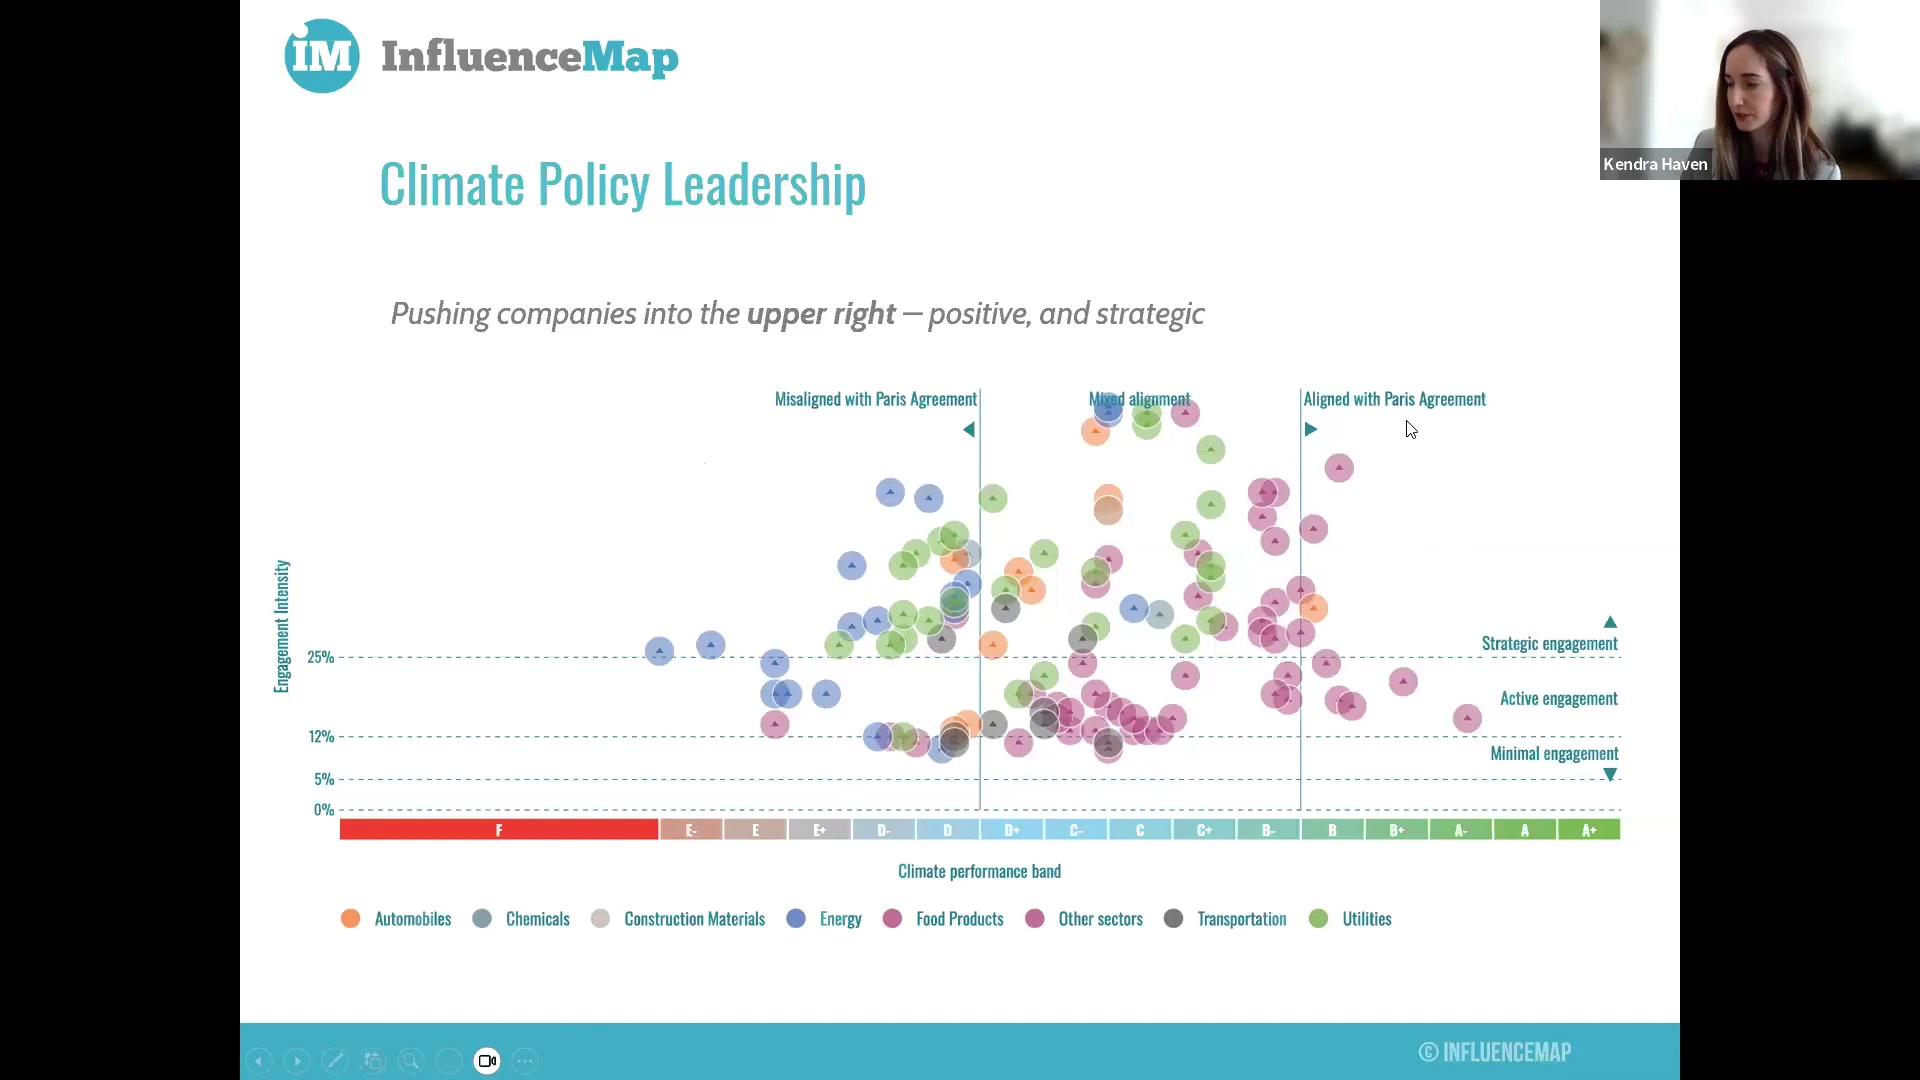 iM InfluenceMap
Kendra Haven
Climate Policy Leadership
Pushing companies into the upper right – positive, and strategic
Misaligned with Paris Agreement
Mixed alignment
Aligned with Paris Agreement
Engagement Intensity
Strategic engagement
25%
Active engagement
12%
Minimal engagement
5%
0%
F E- E E+ D- D D+ C- C C+ B- B B+ A- A A+
Climate performance band
Automobiles Chemicals Construction Materials Energy Food Products Other sectors Transportation Utilities
© INFLUENCEMAP